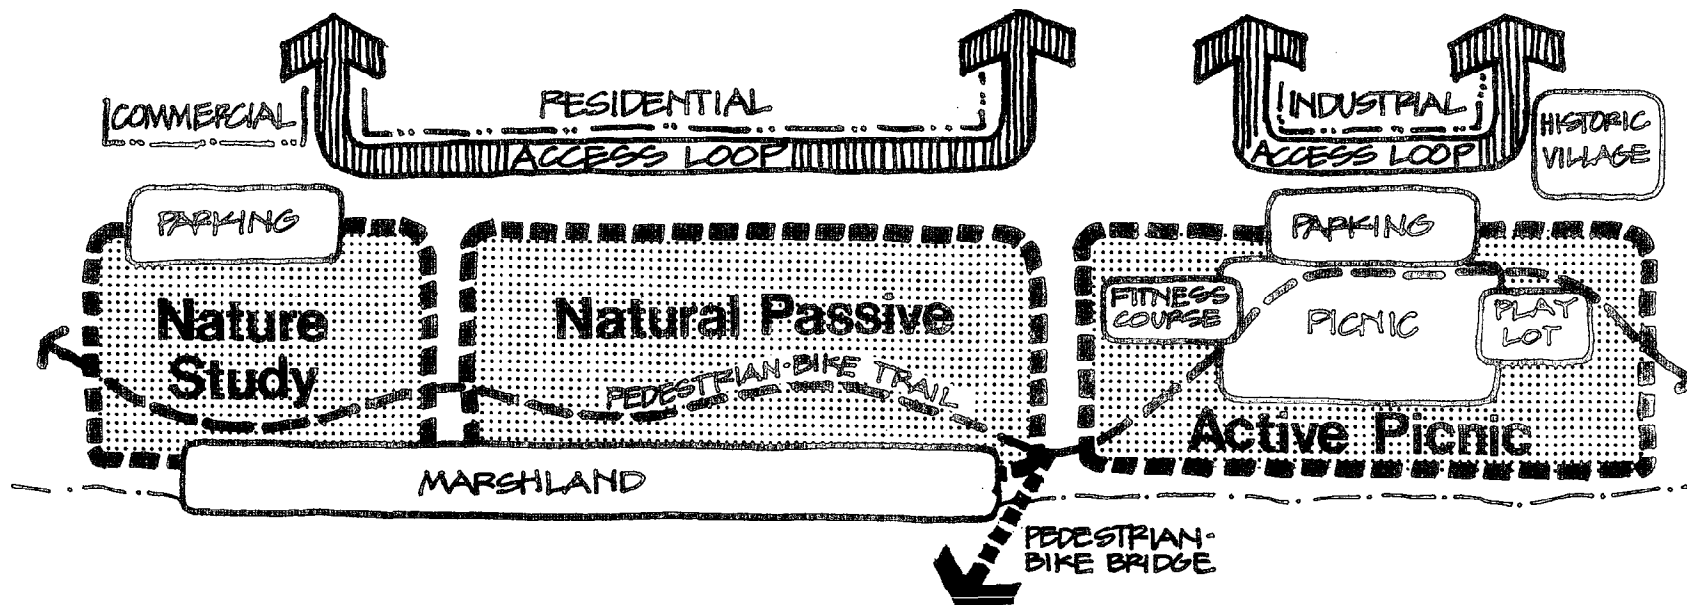 COMMERCIAL
RESIDENTIAL
ACCESS LOOP
INDUSTRIAL
ACCESS LOOP
HISTORIC
VILLAGE
PARKING
PARKING
Nature
Study
Natural Passive
PEDESTRIAN-BIKE TRAIL
FITNESS
COURSE
PICNIC
PLAY
LOT
Active Picnic
MARSHLAND
PEDESTRIAN-
BIKE BRIDGE